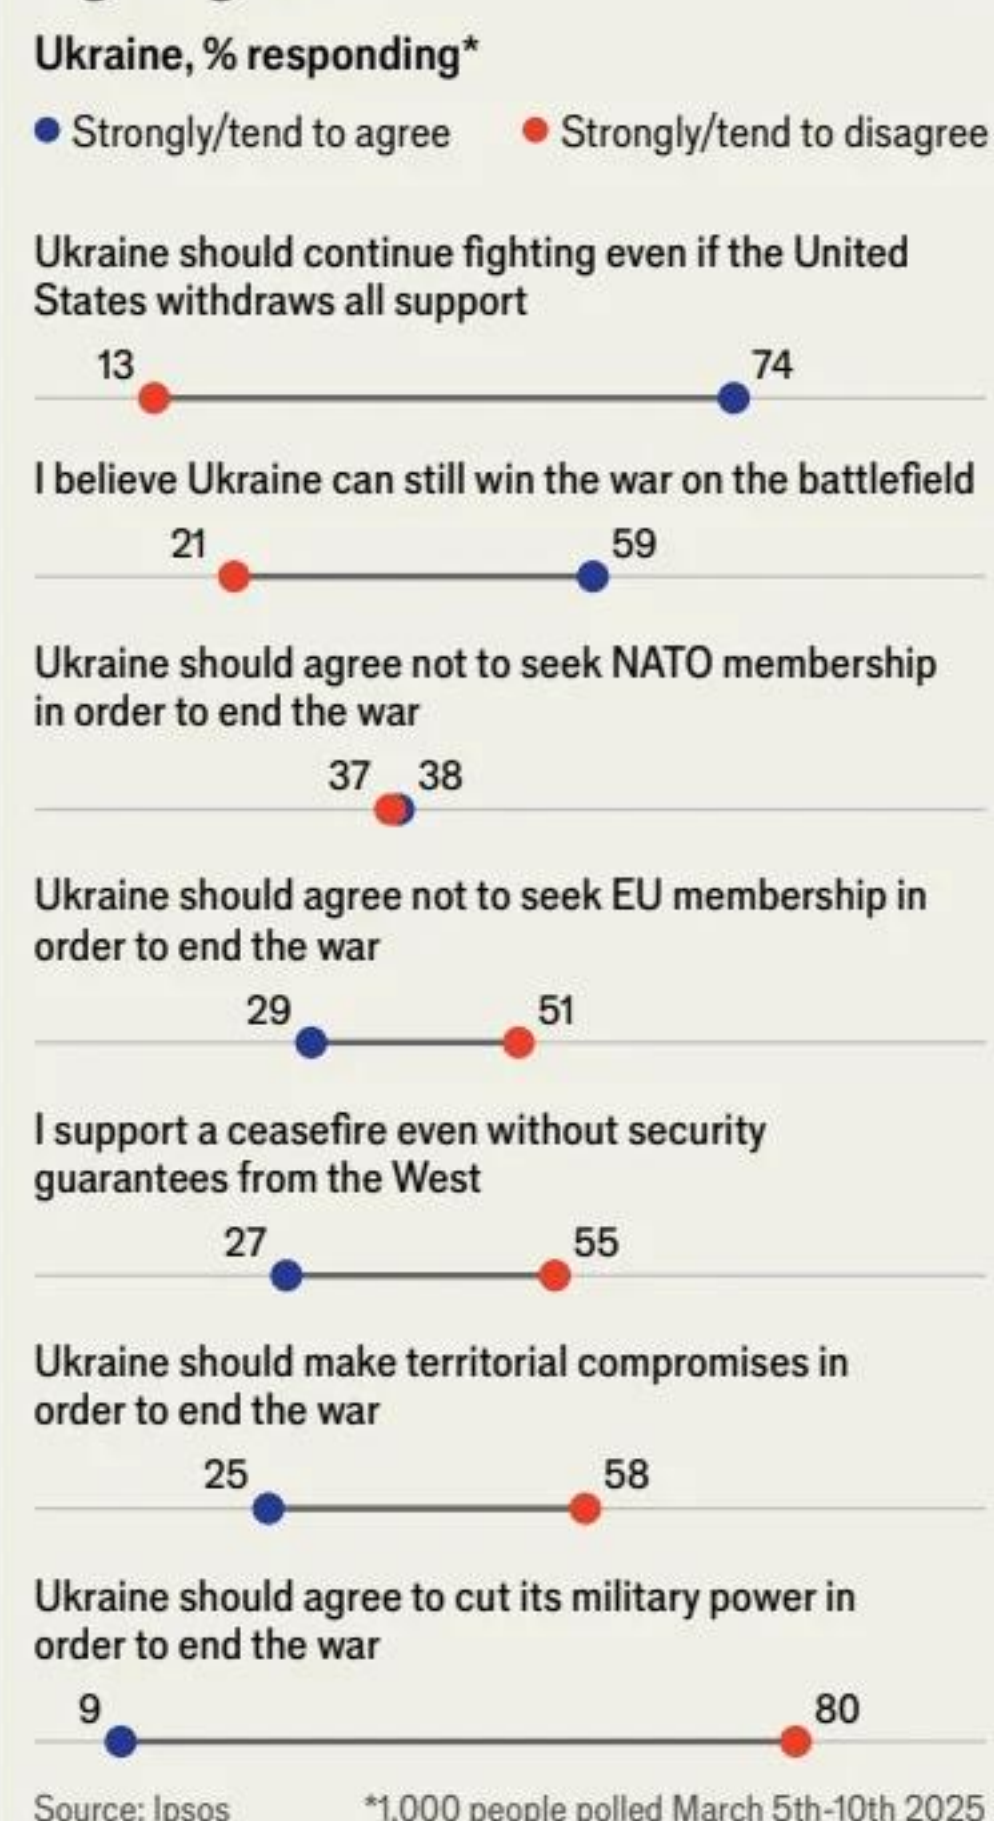 Ukraine, % responding*
Strongly/tend to agree Strongly/tend to disagree
Ukraine should continue fighting even if the United
States withdraws all support
13 74
I believe Ukraine can still win the war on the battlefield
21 59
Ukraine should agree not to seek NATO membership
in order to end the war
37 38
Ukraine should agree not to seek EU membership in
order to end the war
29 51
I support a ceasefire even without security
guarantees from the West
27 55
Ukraine should make territorial compromises in
order to end the war
25 58
Ukraine should agree to cut its military power in
order to end the war
9 80
Source: Ipsos *1,000 people polled March 5th-10th 2025